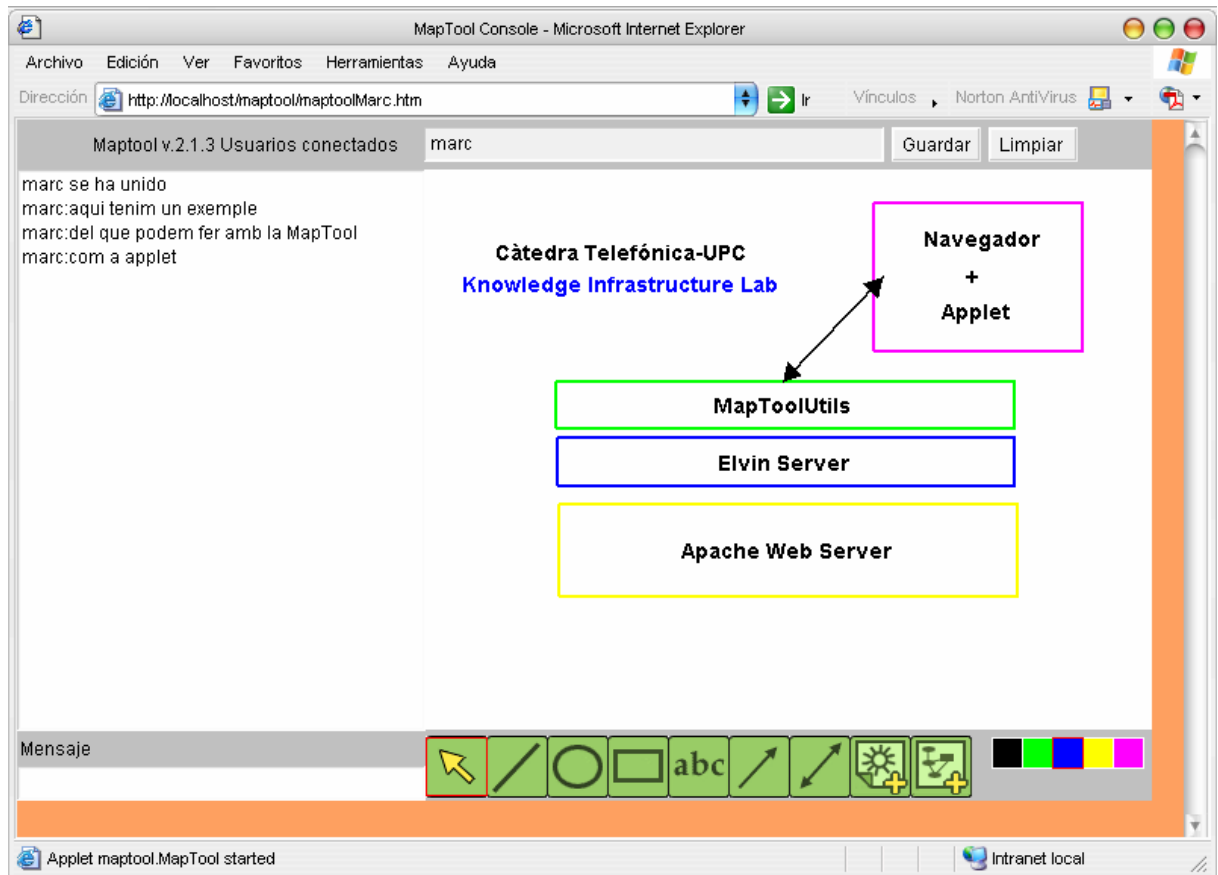 MapTool Console - Microsoft Internet Explorer
Archivo Edición Ver Favoritos Herramientas Ayuda
Dirección http://localhost/maptool/maptoolMarc.htm Ir Vínculos Norton AntiVirus
Maptool v.2.1.3 Usuarios conectados marc Guardar Limpiar
marc se ha unido
marc:aqui tenim un exemple
marc:del que podem fer amb la MapTool
marc:com a applet
Càtedra Telefónica-UPC
Knowledge Infrastructure Lab
Navegador
+
Applet
MapToolUtils
Elvin Server
Apache Web Server
Mensaje
abc
Applet maptool.MapTool started Intranet local